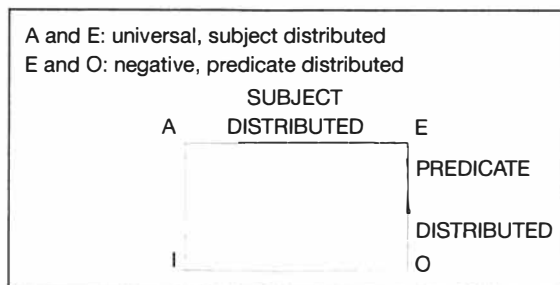 A and E: universal, subject distributed
E and O: negative, predicate distributed
SUBJECT
A DISTRIBUTED E
PREDICATE
DISTRIBUTED
I O